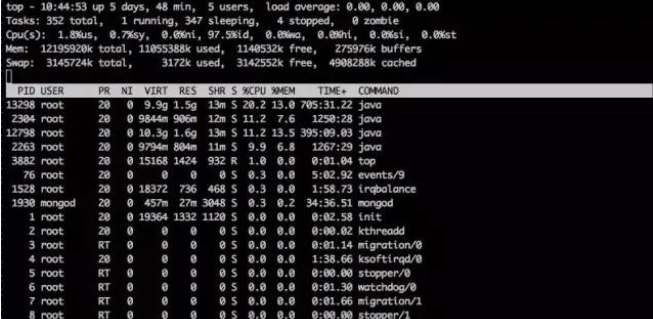 top - 10:44:53 up 5 days, 48 min, 5 users, load average: 0.00, 0.00, 0.00
Tasks: 352 total, 1 running, 347 sleeping, 4 stopped, 0 zombie
Cpu(s): 1.8%us, 0.7%sy, 0.0%ni, 97.5%id, 0.0%wa, 0.0%hi, 0.0%si, 0.0%st
Mem: 12195920k total, 11055388k used, 1140532k free, 275976k buffers
Swap: 3145724k total, 3172k used, 3142552k free, 4908288k cached
PID USER PR NI VIRT RES SHR S %CPU %MEM TIME+ COMMAND
13298 root 20 0 9.9g 1.5g 13m S 20.2 13.0 705:31.22 java
2304 root 20 0 9844m 906m 12m S 11.2 7.6 1250:28 java
12798 root 20 0 10.3g 1.6g 13m S 11.2 13.5 395:09.03 java
2263 root 20 0 9794m 804m 11m S 9.9 6.8 1267:29 java
3882 root 20 0 15168 1424 932 R 1.0 0.0 0:01.04 top
76 root 20 0 0 0 0 S 0.3 0.0 5:02.92 events/9
1528 root 20 0 18372 736 468 S 0.3 0.0 1:58.73 irqbalance
1930 mongod 20 0 457m 27m 3048 S 0.3 0.2 34:36.51 mongod
1 root 20 0 19364 1332 1120 S 0.0 0.0 0:02.58 init
2 root 20 0 0 0 0 S 0.0 0.0 0:00.02 kthreadd
3 root RT 0 0 0 0 S 0.0 0.0 0:01.14 migration/0
4 root 20 0 0 0 0 S 0.0 0.0 1:38.66 ksoftirqd/0
5 root RT 0 0 0 0 S 0.0 0.0 0:00.00 stopper/0
6 root RT 0 0 0 0 S 0.0 0.0 0:01.30 watchdog/0
7 root RT 0 0 0 0 S 0.0 0.0 0:01.66 migration/1
8 root RT 0 0 0 0 S 0.0 0.0 0:00.00 stopper/1